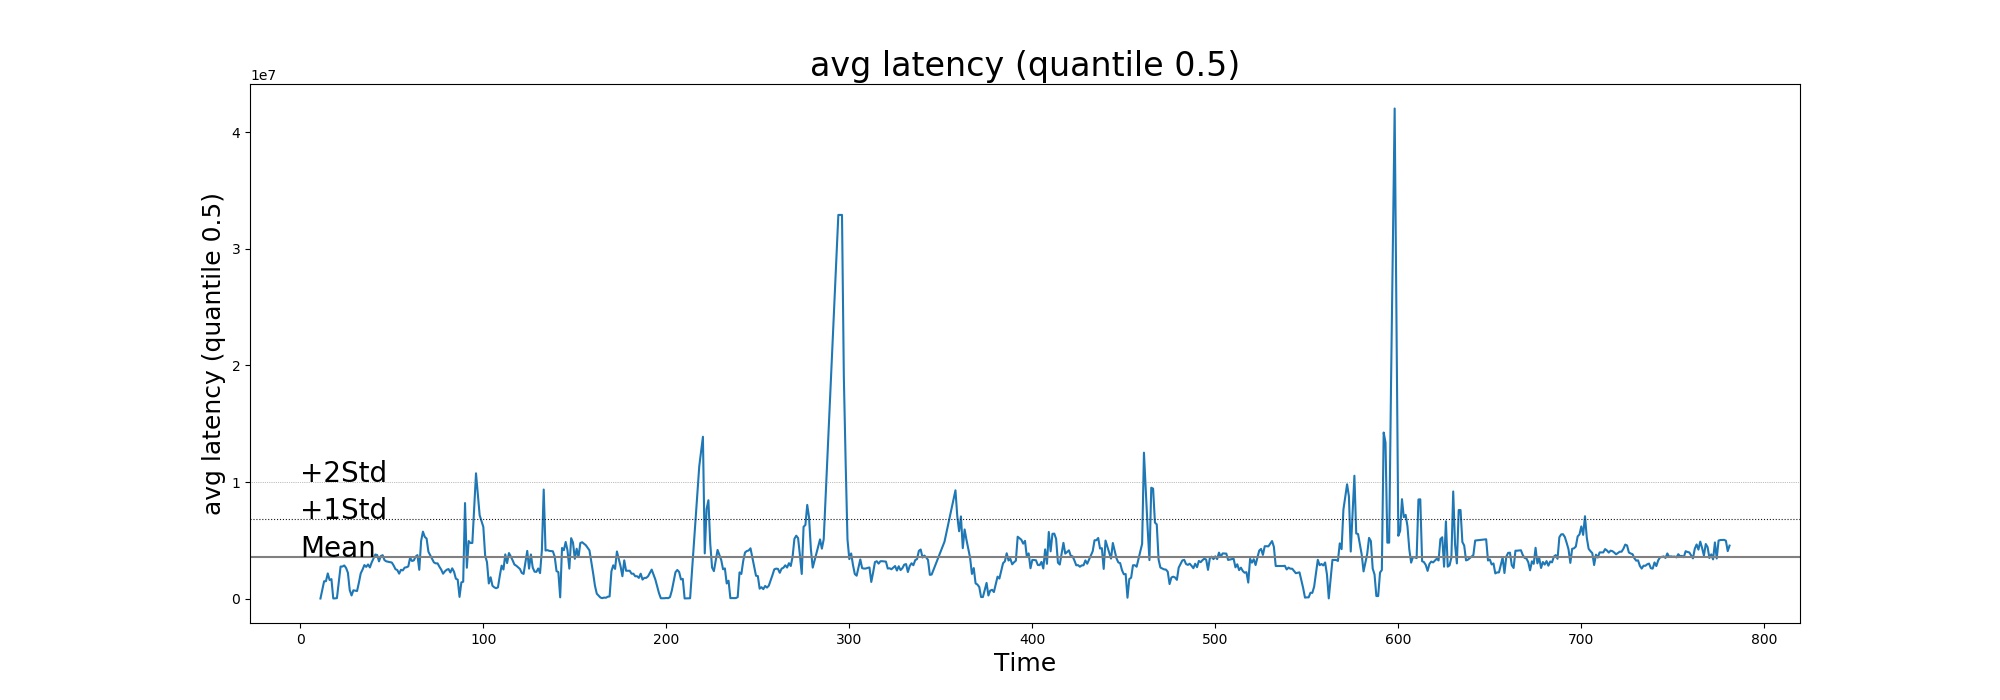 avg latency (quantile 0.5)
1e7
4
3
2
1
0
avg latency (quantile 0.5)
+2Std
+1Std
Mean
0 100 200 300 400 500 600 700 800
Time